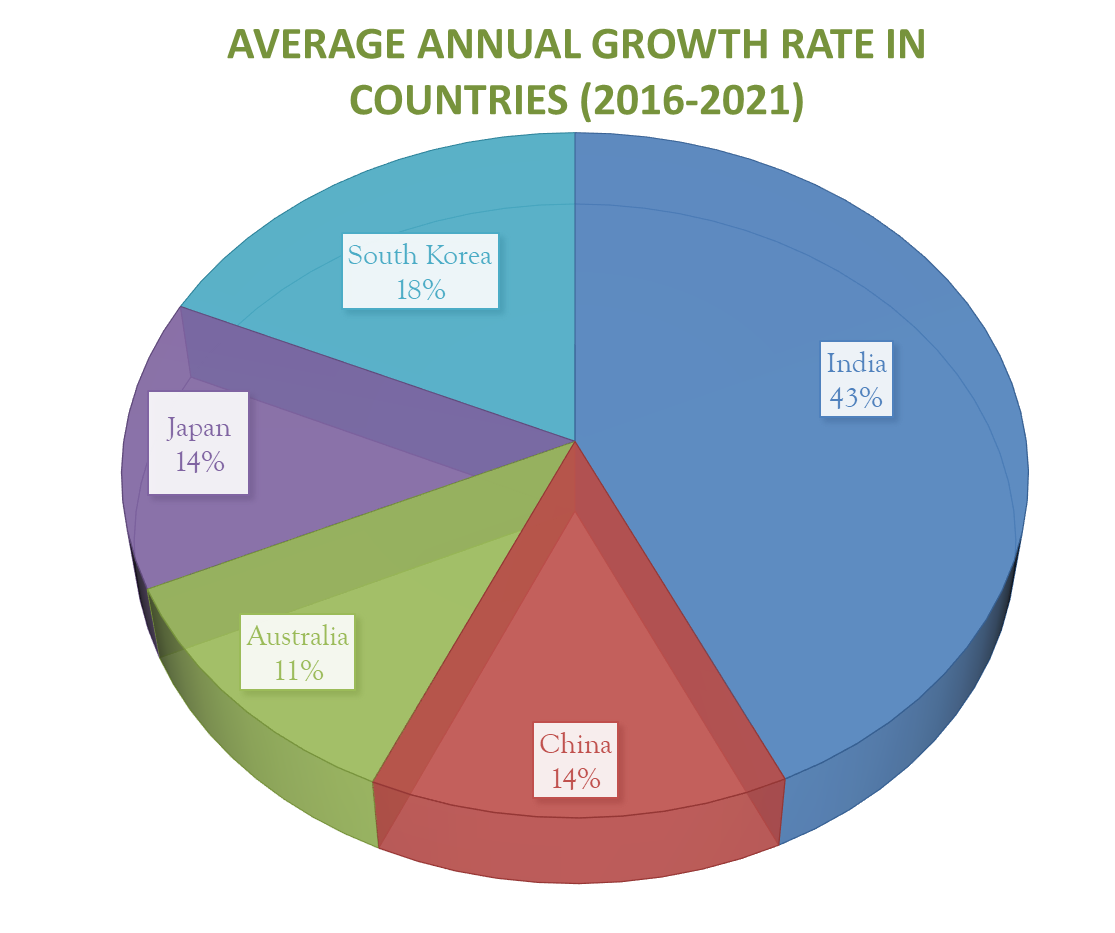 AVERAGE ANNUAL GROWTH RATE IN
COUNTRIES (2016-2021)
South Korea
18%
India
43%
Japan
14%
Australia
11%
China
14%